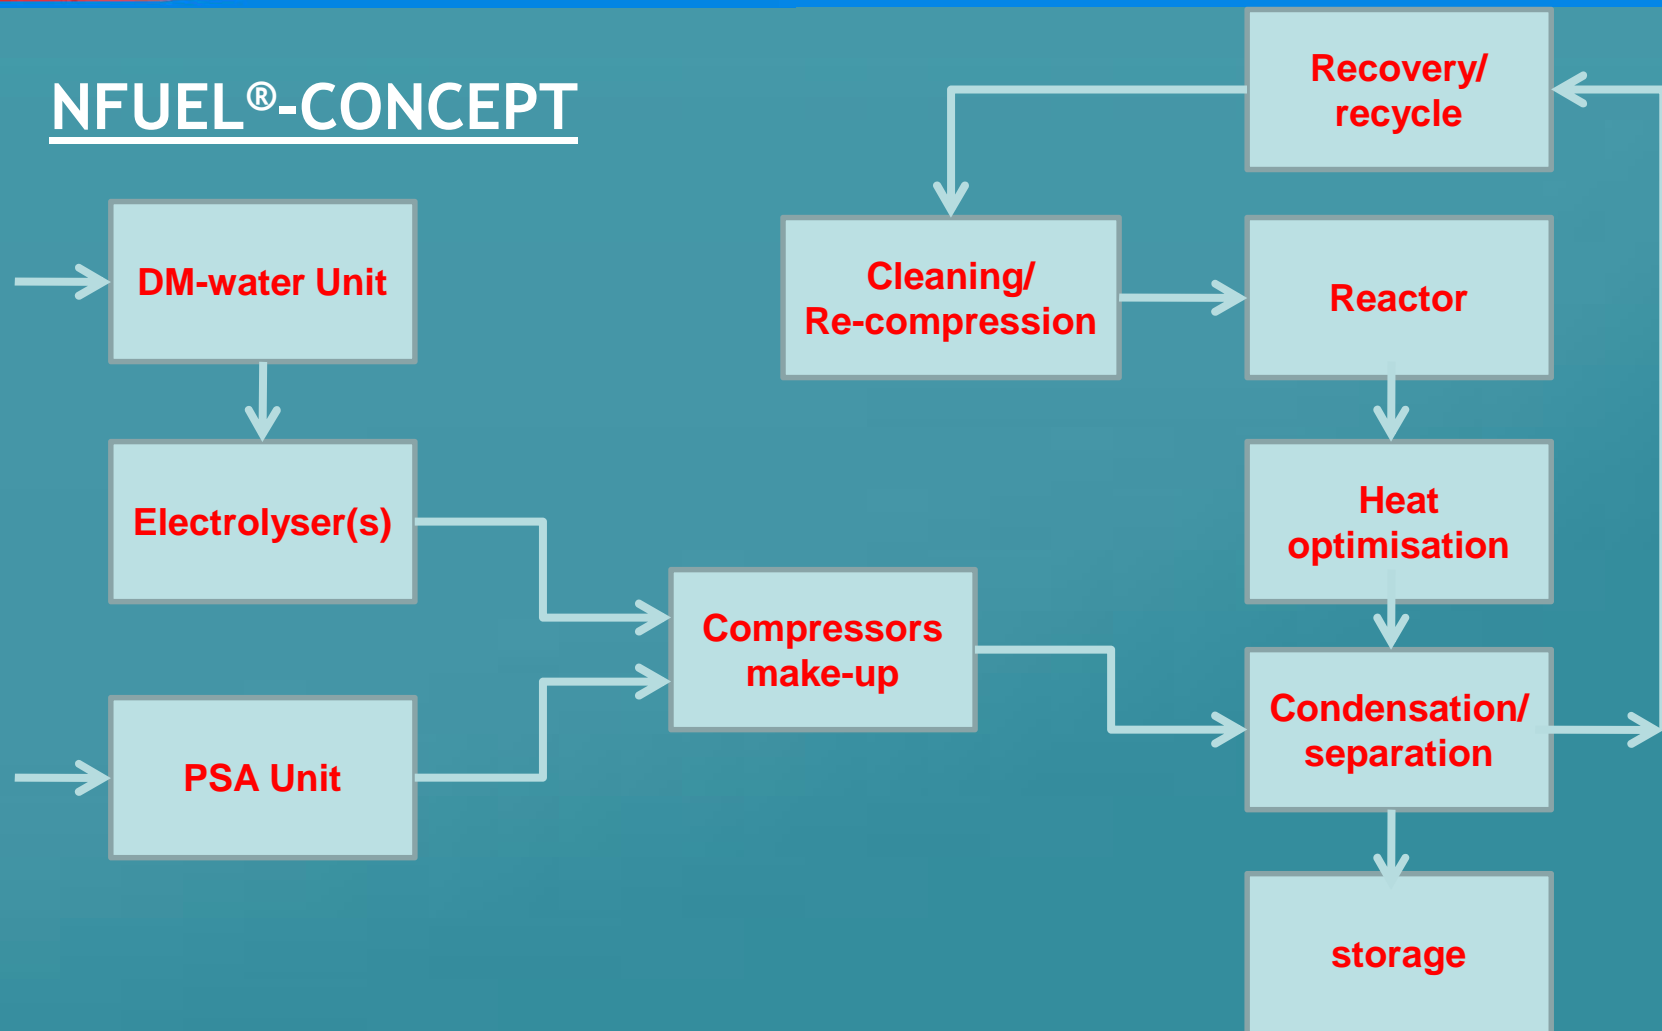 NFUEL®-CONCEPT
Recovery/
recycle
DM-water Unit
Cleaning/
Re-compression
Reactor
Electrolyser(s)
Heat
optimisation
Compressors
make-up
PSA Unit
Condensation/
separation
storage